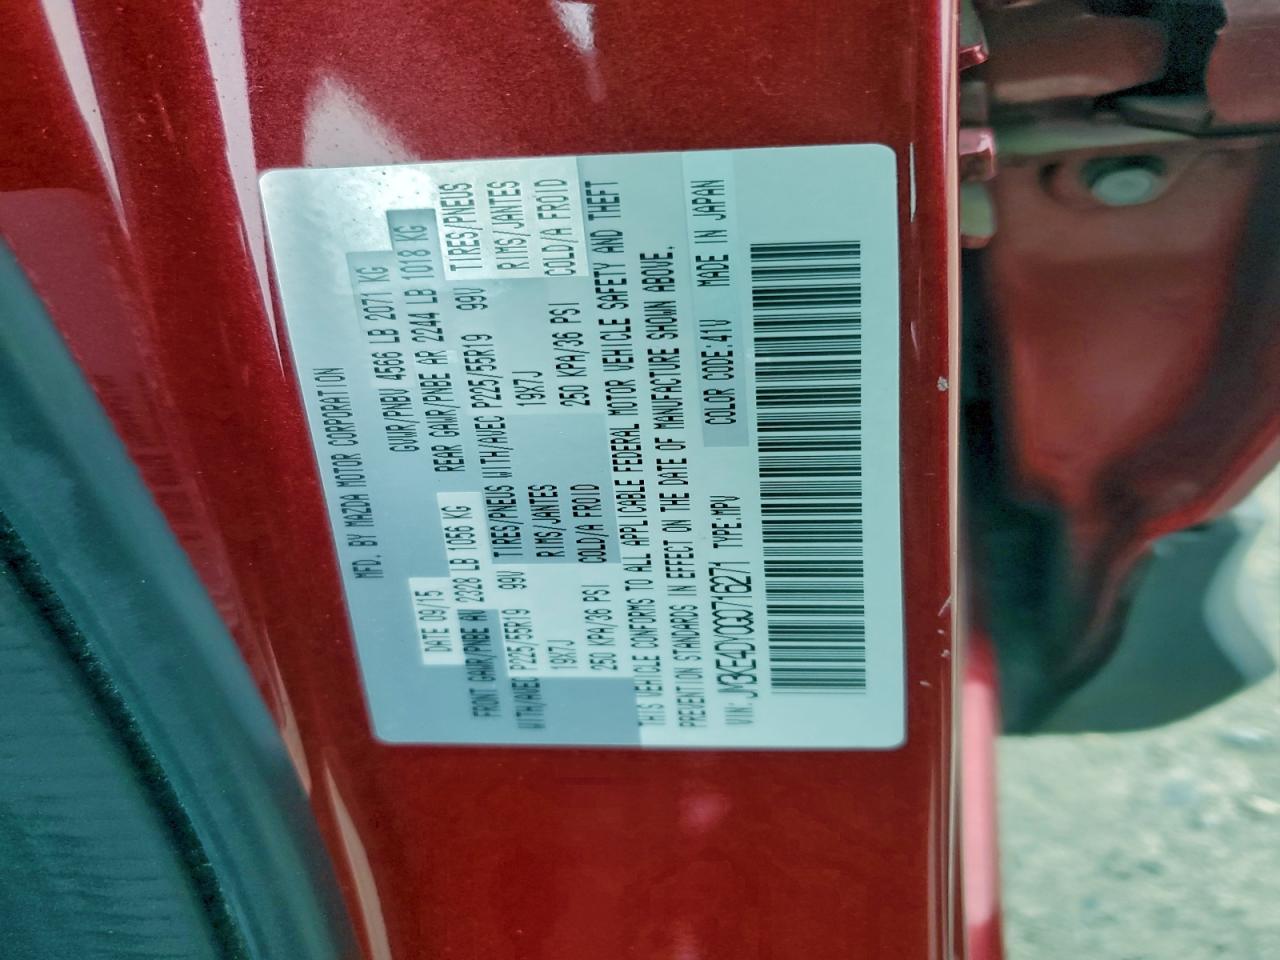 MFD. BY MAZDA MOTOR CORPORATION
DATE 09/15 GVWR/PNBV 4566 LB 2071 KG
FRONT GAWR/PNBE AV 2328 LB 1056 KG REAR GAWR/PNBE AR 2244 LB 1018 KG
WITH/AVEC P225/55R19 99V TIRES/PNEUS WITH/AVEC P225/55R19 99V TIRES/PNEUS
19X7J RIMS/JANTES 19X7J RIMS/JANTES
250 KPA/36 PSI COLD/A FROID 250 KPA/36 PSI COLD/A FROID
THIS VEHICLE CONFORMS TO ALL APPLICABLE FEDERAL MOTOR VEHICLE SAFETY AND THEFT
PREVENTION STANDARDS IN EFFECT ON THE DATE OF MANUFACTURE SHOWN ABOVE.
VIN: TYPE:MPV COLOR CODE:41V MADE IN JAPAN